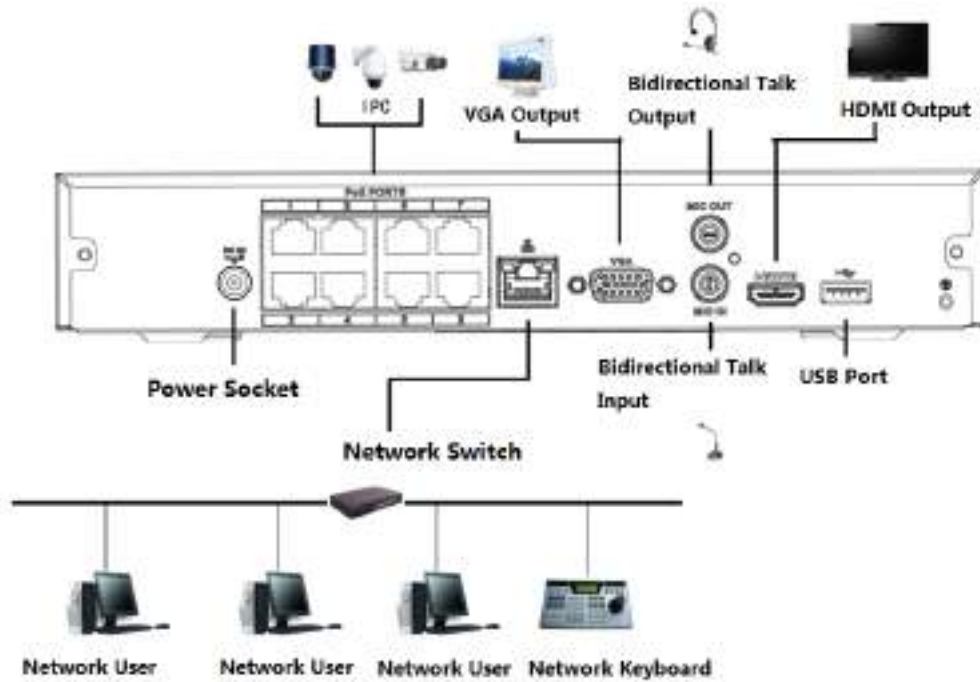 IPC
VGA Output
Bidirectional Talk
Output
HDMI Output
PoE PORTS
MIC OUT
VGA
MIC IN
Power Socket
Bidirectional Talk
Input
USB Port
Network Switch
Network User
Network User
Network User
Network Keyboard